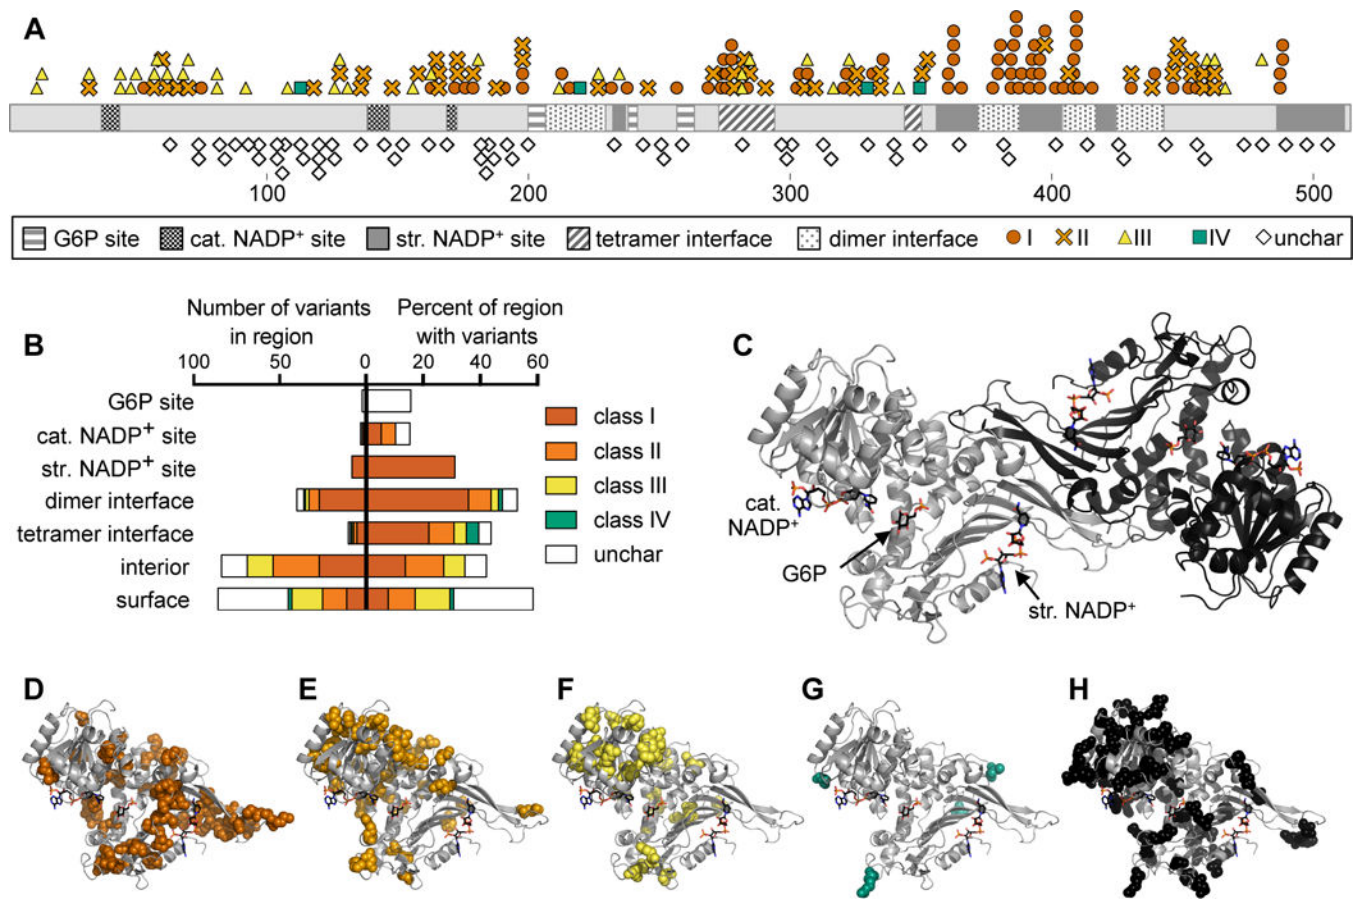 A
100
200
300
400
500
G6P site
cat. NADP+ site
str. NADP+ site
tetramer interface
dimer interface
I
II
III
IV
unchar
B
Number of variants
in region
Percent of region
with variants
100
50
0
20
40
60
G6P site
cat. NADP+ site
str. NADP+ site
dimer interface
tetramer interface
interior
surface
class I
class II
class III
class IV
unchar
C
cat.
NADP+
G6P
str. NADP+
D
E
F
G
H